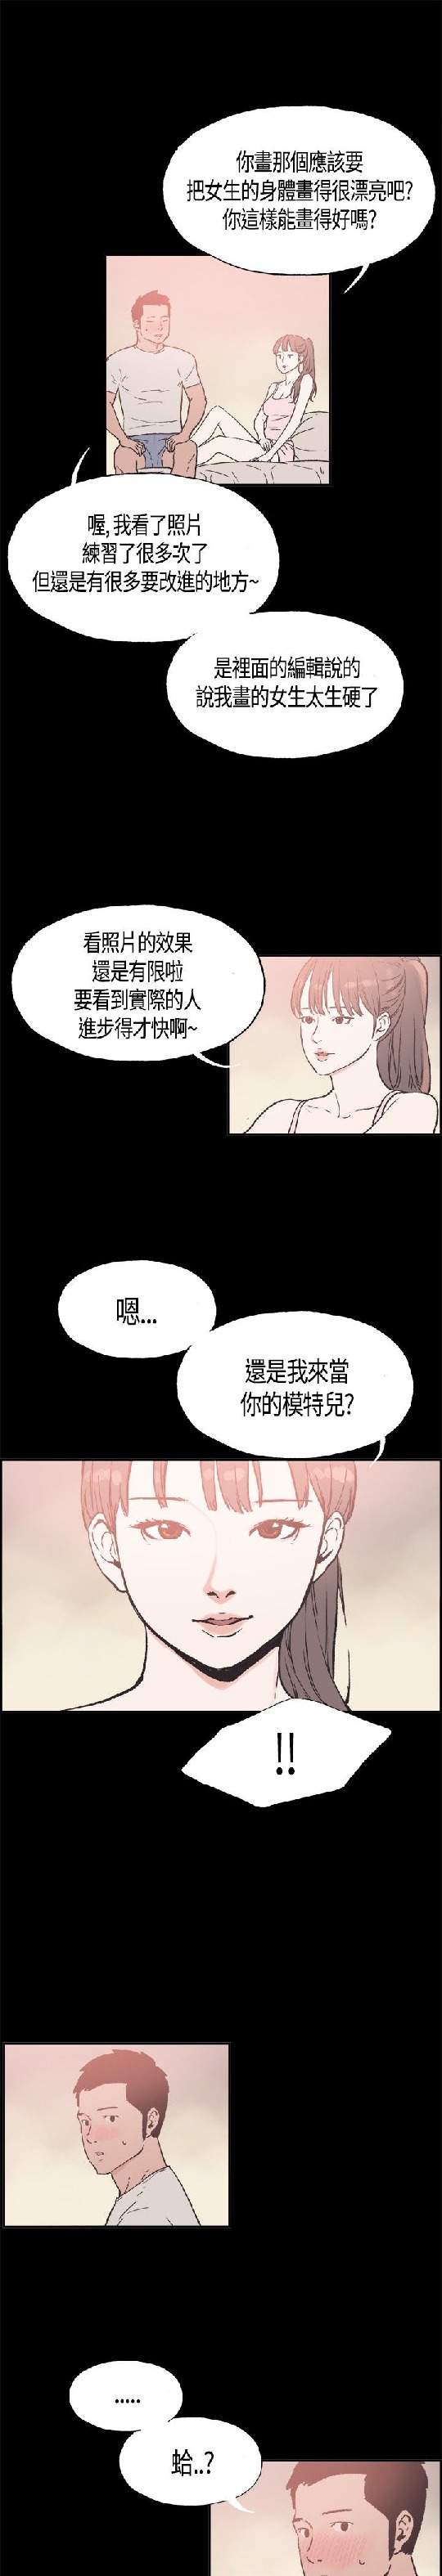 你畫那個應該要
把女生的身體畫得很漂亮吧?
你這樣能畫得好嗎?
喔, 我看了照片
練習了很多次了
但還是有很多要改進的地方~
是裡面的編輯說的
說我畫的女生太生硬了
看照片的效果
還是有限啦
要看到實際的人
進步得才快啊~
嗯...
還是我來當
你的模特兒?
!!
.....
蛤..?